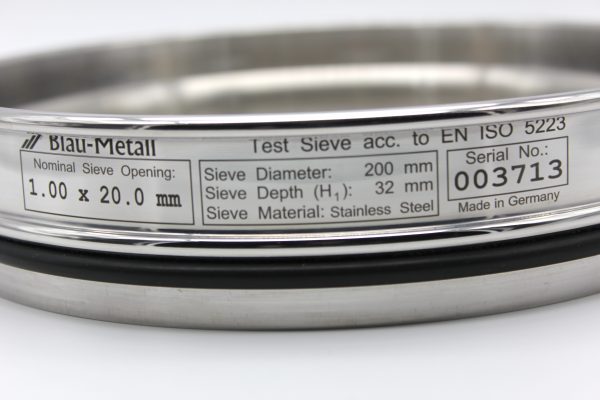 Blau-Metall
Test Sieve acc. to EN ISO 5223
Nominal Sieve Opening:
1.00 x 20.0 mm
Sieve Diameter: 200 mm
Sieve Depth (H1): 32 mm
Sieve Material: Stainless Steel
Serial No.:
003713
Made in Germany